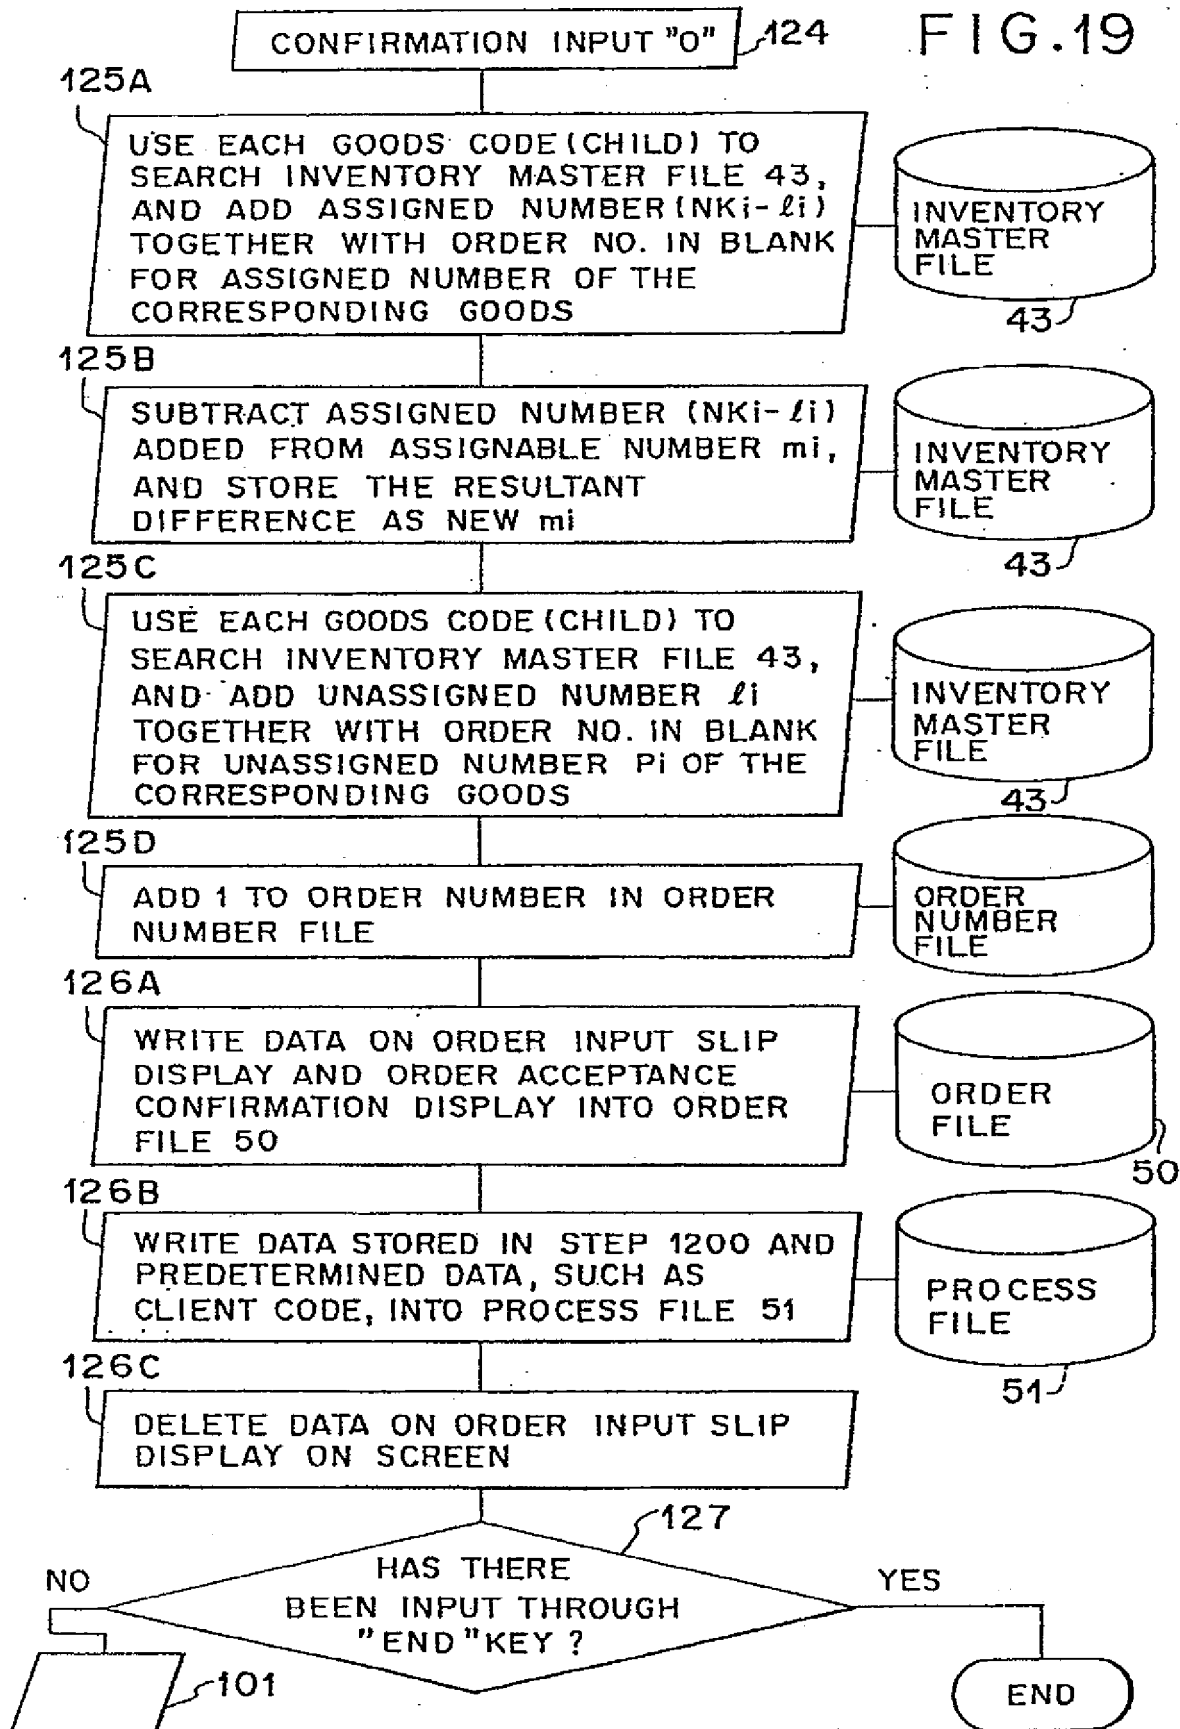 FIG.19
CONFIRMATION INPUT "0"
124
125A
USE EACH GOODS CODE (CHILD) TO
SEARCH INVENTORY MASTER FILE 43,
AND ADD ASSIGNED NUMBER (NKi-ℓi)
TOGETHER WITH ORDER NO. IN BLANK
FOR ASSIGNED NUMBER OF THE
CORRESPONDING GOODS
INVENTORY
MASTER
FILE
43
125B
SUBTRACT ASSIGNED NUMBER (NKi-ℓi)
ADDED FROM ASSIGNABLE NUMBER mi,
AND STORE THE RESULTANT
DIFFERENCE AS NEW mi
INVENTORY
MASTER
FILE
43
125C
USE EACH GOODS CODE (CHILD) TO
SEARCH INVENTORY MASTER FILE 43,
AND ADD UNASSIGNED NUMBER ℓi
TOGETHER WITH ORDER NO. IN BLANK
FOR UNASSIGNED NUMBER Pi OF THE
CORRESPONDING GOODS
INVENTORY
MASTER
FILE
43
125D
ADD 1 TO ORDER NUMBER IN ORDER
NUMBER FILE
ORDER
NUMBER
FILE
126A
WRITE DATA ON ORDER INPUT SLIP
DISPLAY AND ORDER ACCEPTANCE
CONFIRMATION DISPLAY INTO ORDER
FILE 50
ORDER
FILE
50
126B
WRITE DATA STORED IN STEP 1200 AND
PREDETERMINED DATA, SUCH AS
CLIENT CODE, INTO PROCESS FILE 51
PROCESS
FILE
51
126C
DELETE DATA ON ORDER INPUT SLIP
DISPLAY ON SCREEN
127
HAS THERE
BEEN INPUT THROUGH
"END" KEY ?
NO
YES
101
END